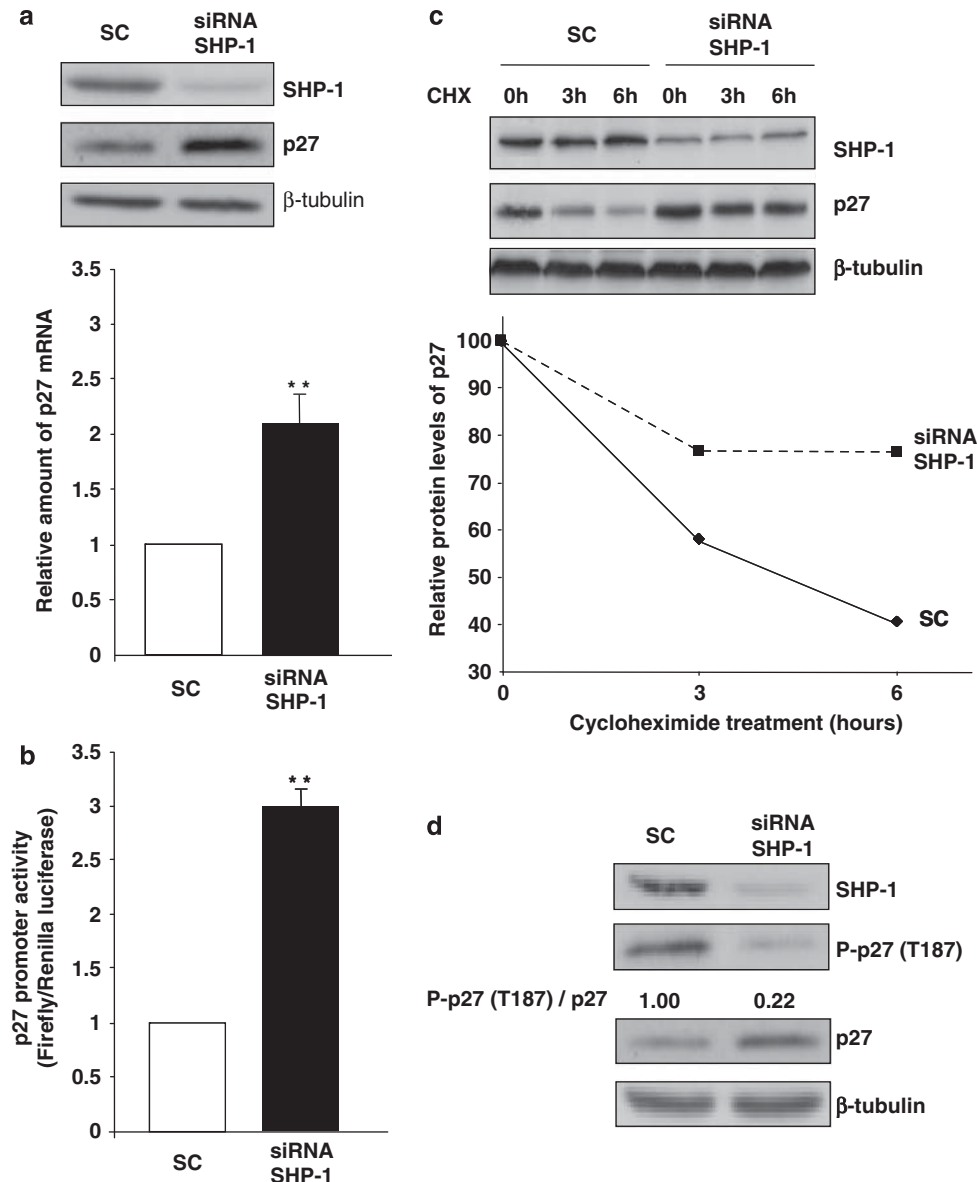 a
SC
siRNA
SHP-1
SHP-1
p27
β-tubulin
Relative amount of p27 mRNA
3.5
3
2.5
2
1.5
1
0.5
0
**
SC
siRNA
SHP-1
b
p27 promoter activity
(Firefly/Renilla luciferase)
3.5
3
2.5
2
1.5
1
0.5
0
**
SC
siRNA
SHP-1
c
SC
siRNA
SHP-1
CHX 0h 3h 6h 0h 3h 6h
SHP-1
p27
β-tubulin
Relative protein levels of p27
100
90
80
70
60
50
40
30
siRNA
SHP-1
SC
0 3 6
Cycloheximide treatment (hours)
d
SC
siRNA
SHP-1
SHP-1
P-p27 (T187)
P-p27 (T187) / p27 1.00 0.22
p27
β-tubulin